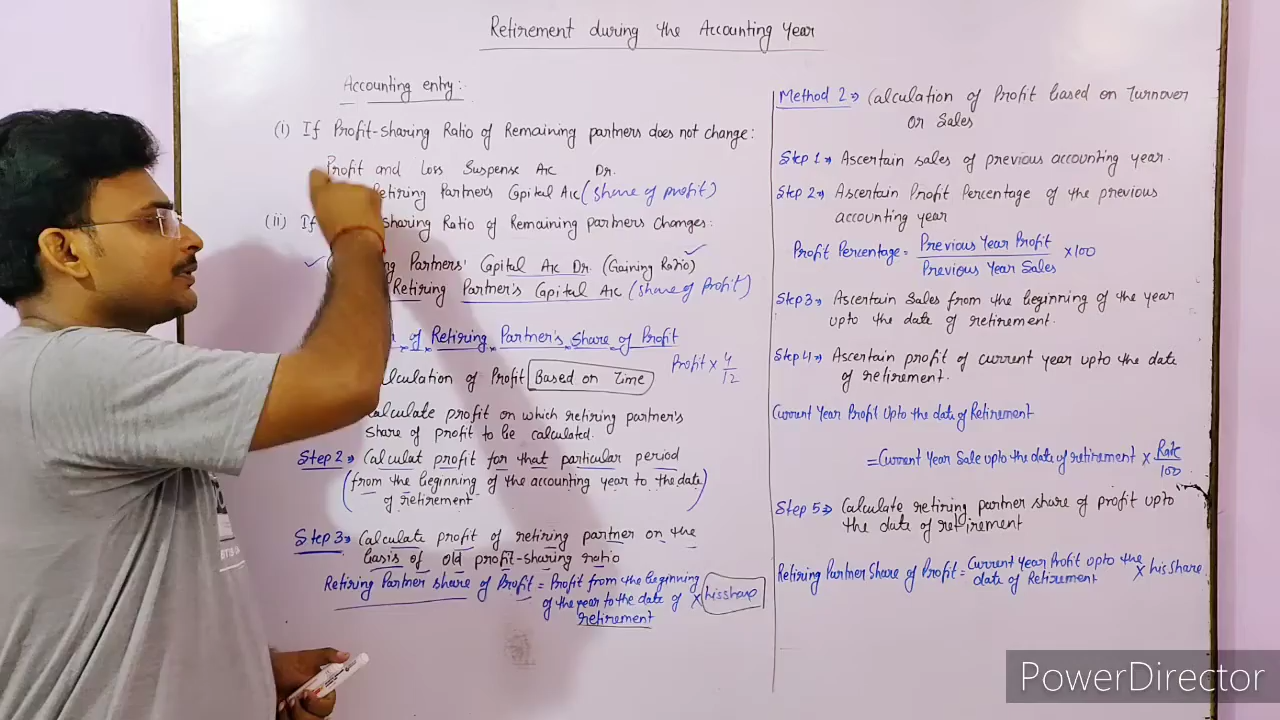 Retirement during the Accounting Year
Accounting entry:-
(i) If Profit-sharing Ratio of Remaining partners does not change:
Profit and Loss Suspense A/c Dr.
Retiring Partner's Capital A/c (share of profit)
(ii) If sharing Ratio of Remaining partners Changes:
Partners' Capital A/c Dr. (Gaining Ratio)
Retiring Partner's Capital A/c (share of Profit)
of Retiring Partner's share of Profit
Calculation of Profit Based on Time
Profit × 4/12
Calculate profit on which retiring partner's
share of profit to be calculated.
Step 2⇒ Calculat profit for that particular period
(from the beginning of the accounting year to the date
of retirement)
Step 3⇒ Calculate profit of retiring partner on the
basis of old profit-sharing ratio
Retiring Partner share of Profit = Profit from the beginning
of the year to the date of × his share
retirement
Method 2⇒ Calculation of Profit based on Turnover
OR Sales
Step 1⇒ Ascertain sales of previous accounting year.
Step 2⇒ Ascertain Profit Percentage of the previous
accounting year
Profit Percentage = Previous Year Profit / Previous Year Sales ×100
Step 3⇒ Ascertain Sales from the beginning of the year
upto the date of retirement.
Step 4⇒ Ascertain profit of current year upto the date
of retirement.
Current Year Profit Upto the date of Retirement
= Current Year Sale upto the date of retirement × Rate/100
Step 5⇒ Calculate retiring partner share of profit upto
the date of retirement
Retiring Partner Share of Profit = Current Year Profit upto the × his Share
date of Retirement
PowerDirector